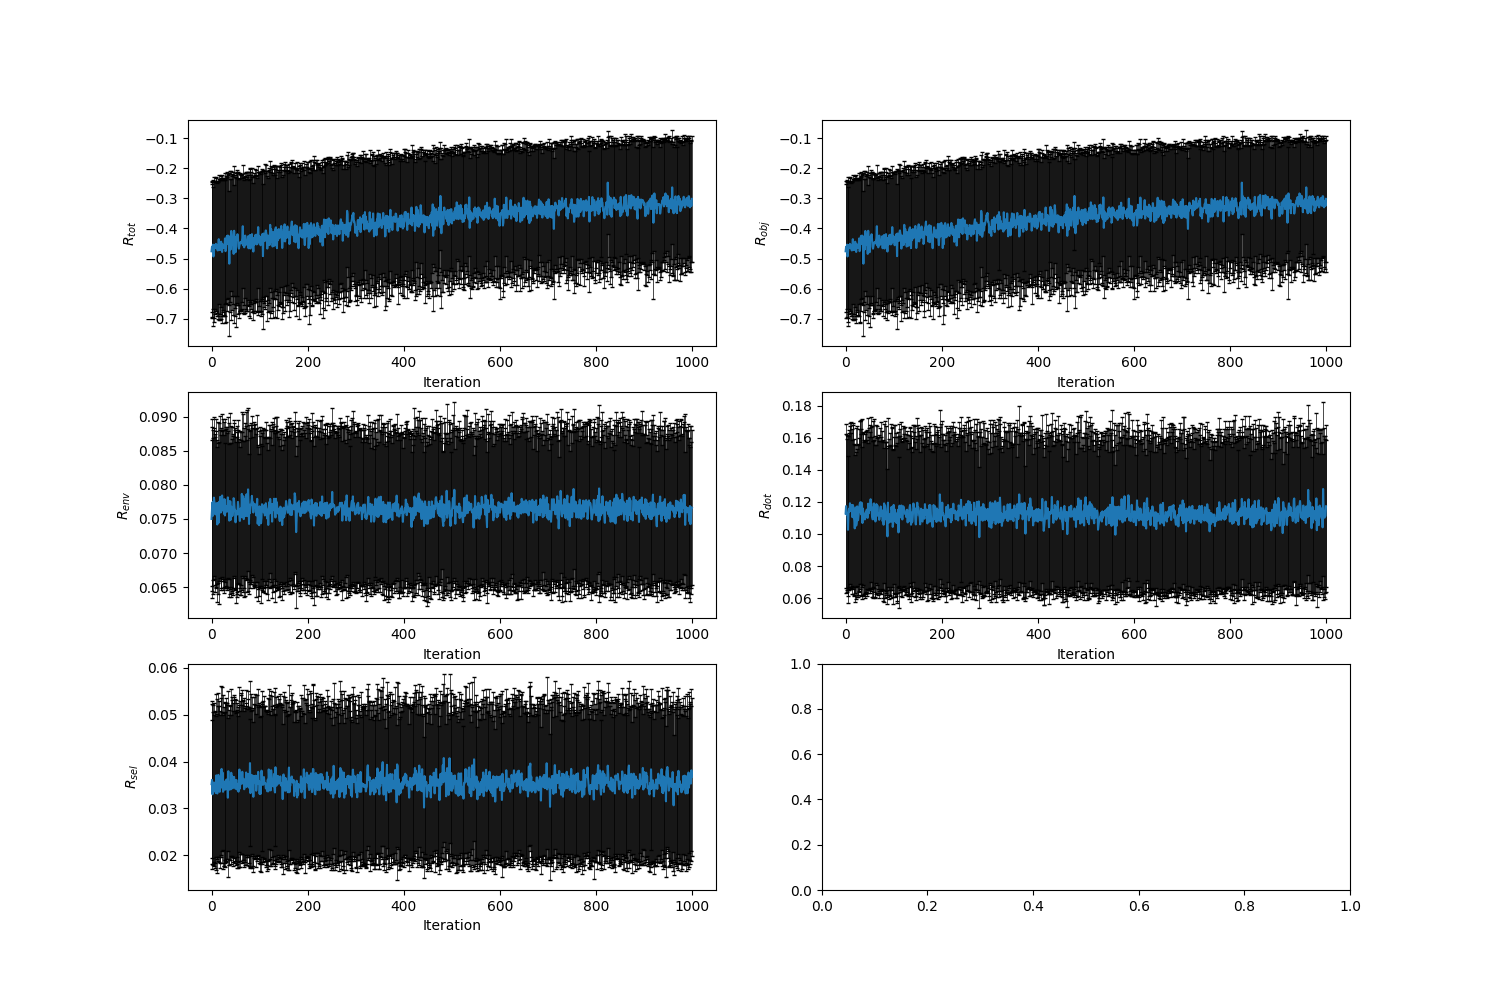 −0.1
−0.2
−0.3
−0.4
−0.5
−0.6
−0.7
R_tot
0 200 400 600 800 1000
Iteration
−0.1
−0.2
−0.3
−0.4
−0.5
−0.6
−0.7
R_obj
0 200 400 600 800 1000
Iteration
0.090
0.085
0.080
0.075
0.070
0.065
R_env
0 200 400 600 800 1000
Iteration
0.18
0.16
0.14
0.12
0.10
0.08
0.06
R_dot
0 200 400 600 800 1000
Iteration
0.06
0.05
0.04
0.03
0.02
R_sel
0 200 400 600 800 1000
Iteration
1.0
0.8
0.6
0.4
0.2
0.0
0.0 0.2 0.4 0.6 0.8 1.0